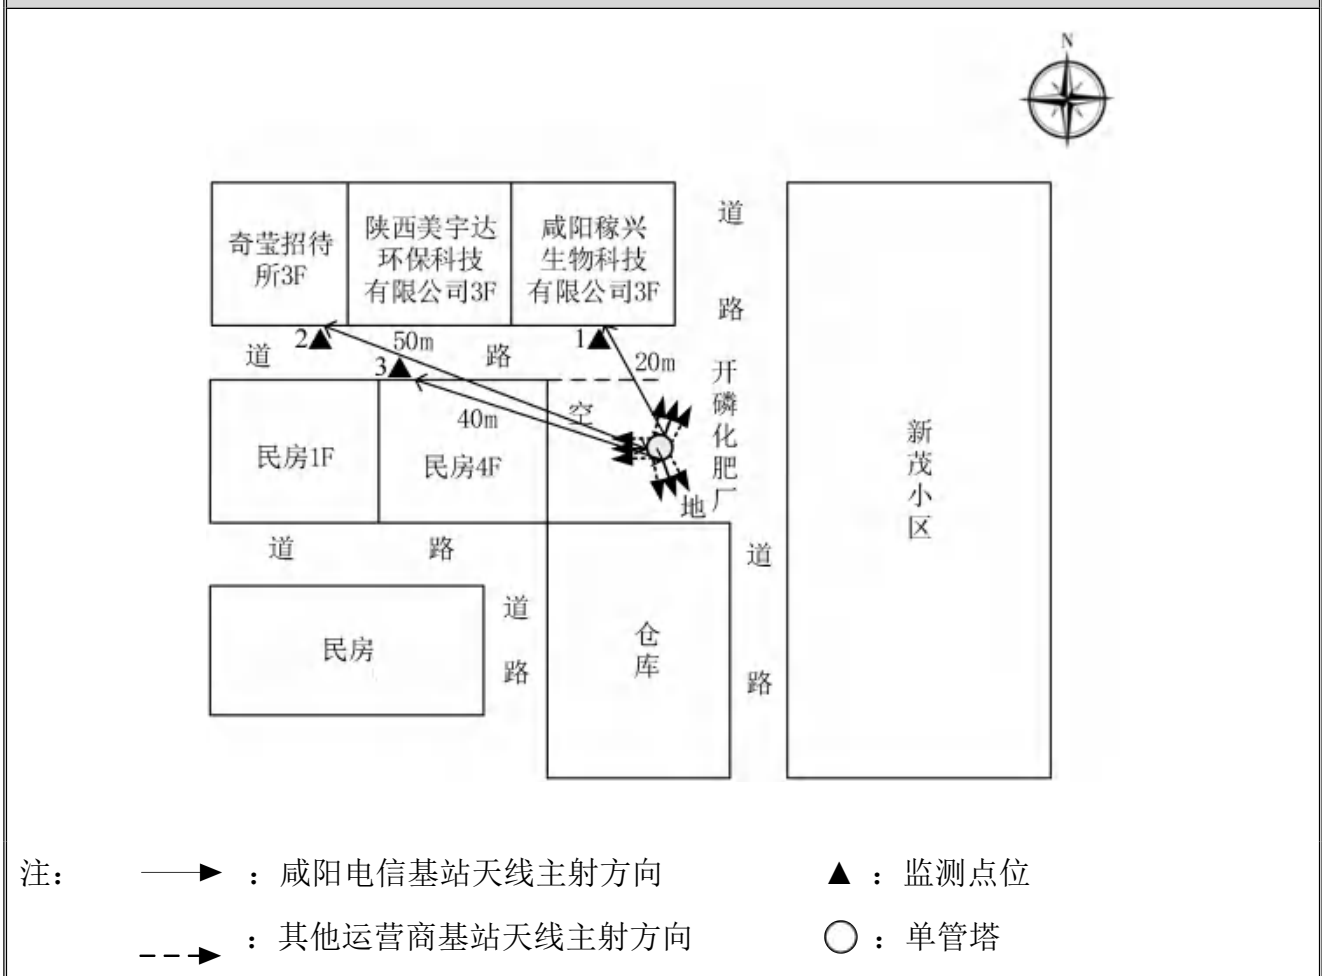 N
奇莹招待
所3F
陕西美宇达
环保科技
有限公司3F
咸阳稼兴
生物科技
有限公司3F
道
路
2
50m
1
道
路
20m
3
40m
空
地
开
磷
化
肥
厂
民房1F
民房4F
新
茂
小
区
道
路
道
路
民房
道
路
仓
库
注：
：咸阳电信基站天线主射方向
：监测点位
：其他运营商基站天线主射方向
：单管塔